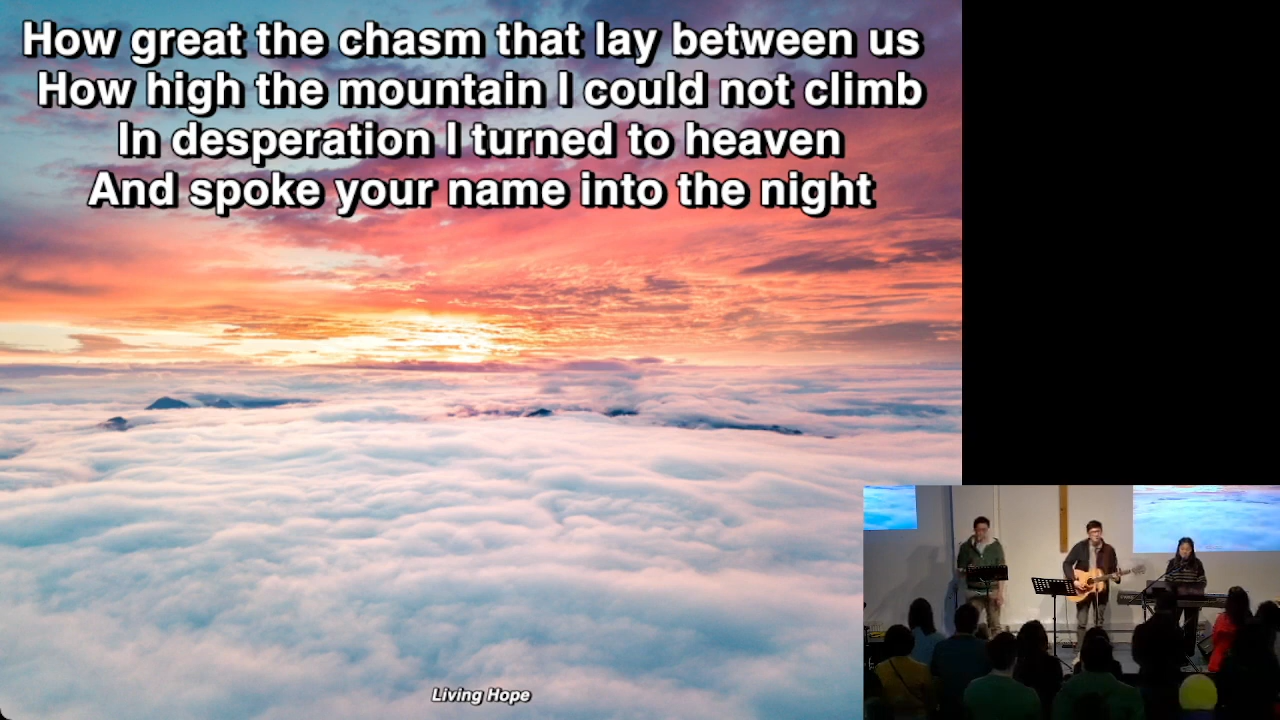 How great the chasm that lay between us
How high the mountain I could not climb
In desperation I turned to heaven
And spoke your name into the night
Living Hope